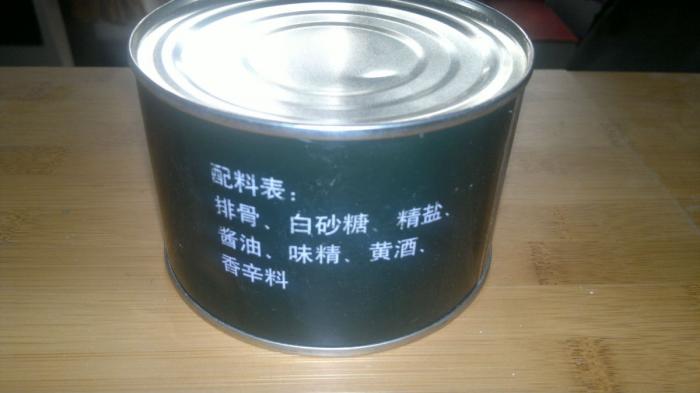 配料表：
排骨、白砂糖、精盐、
酱油、味精、黄酒、
香辛料